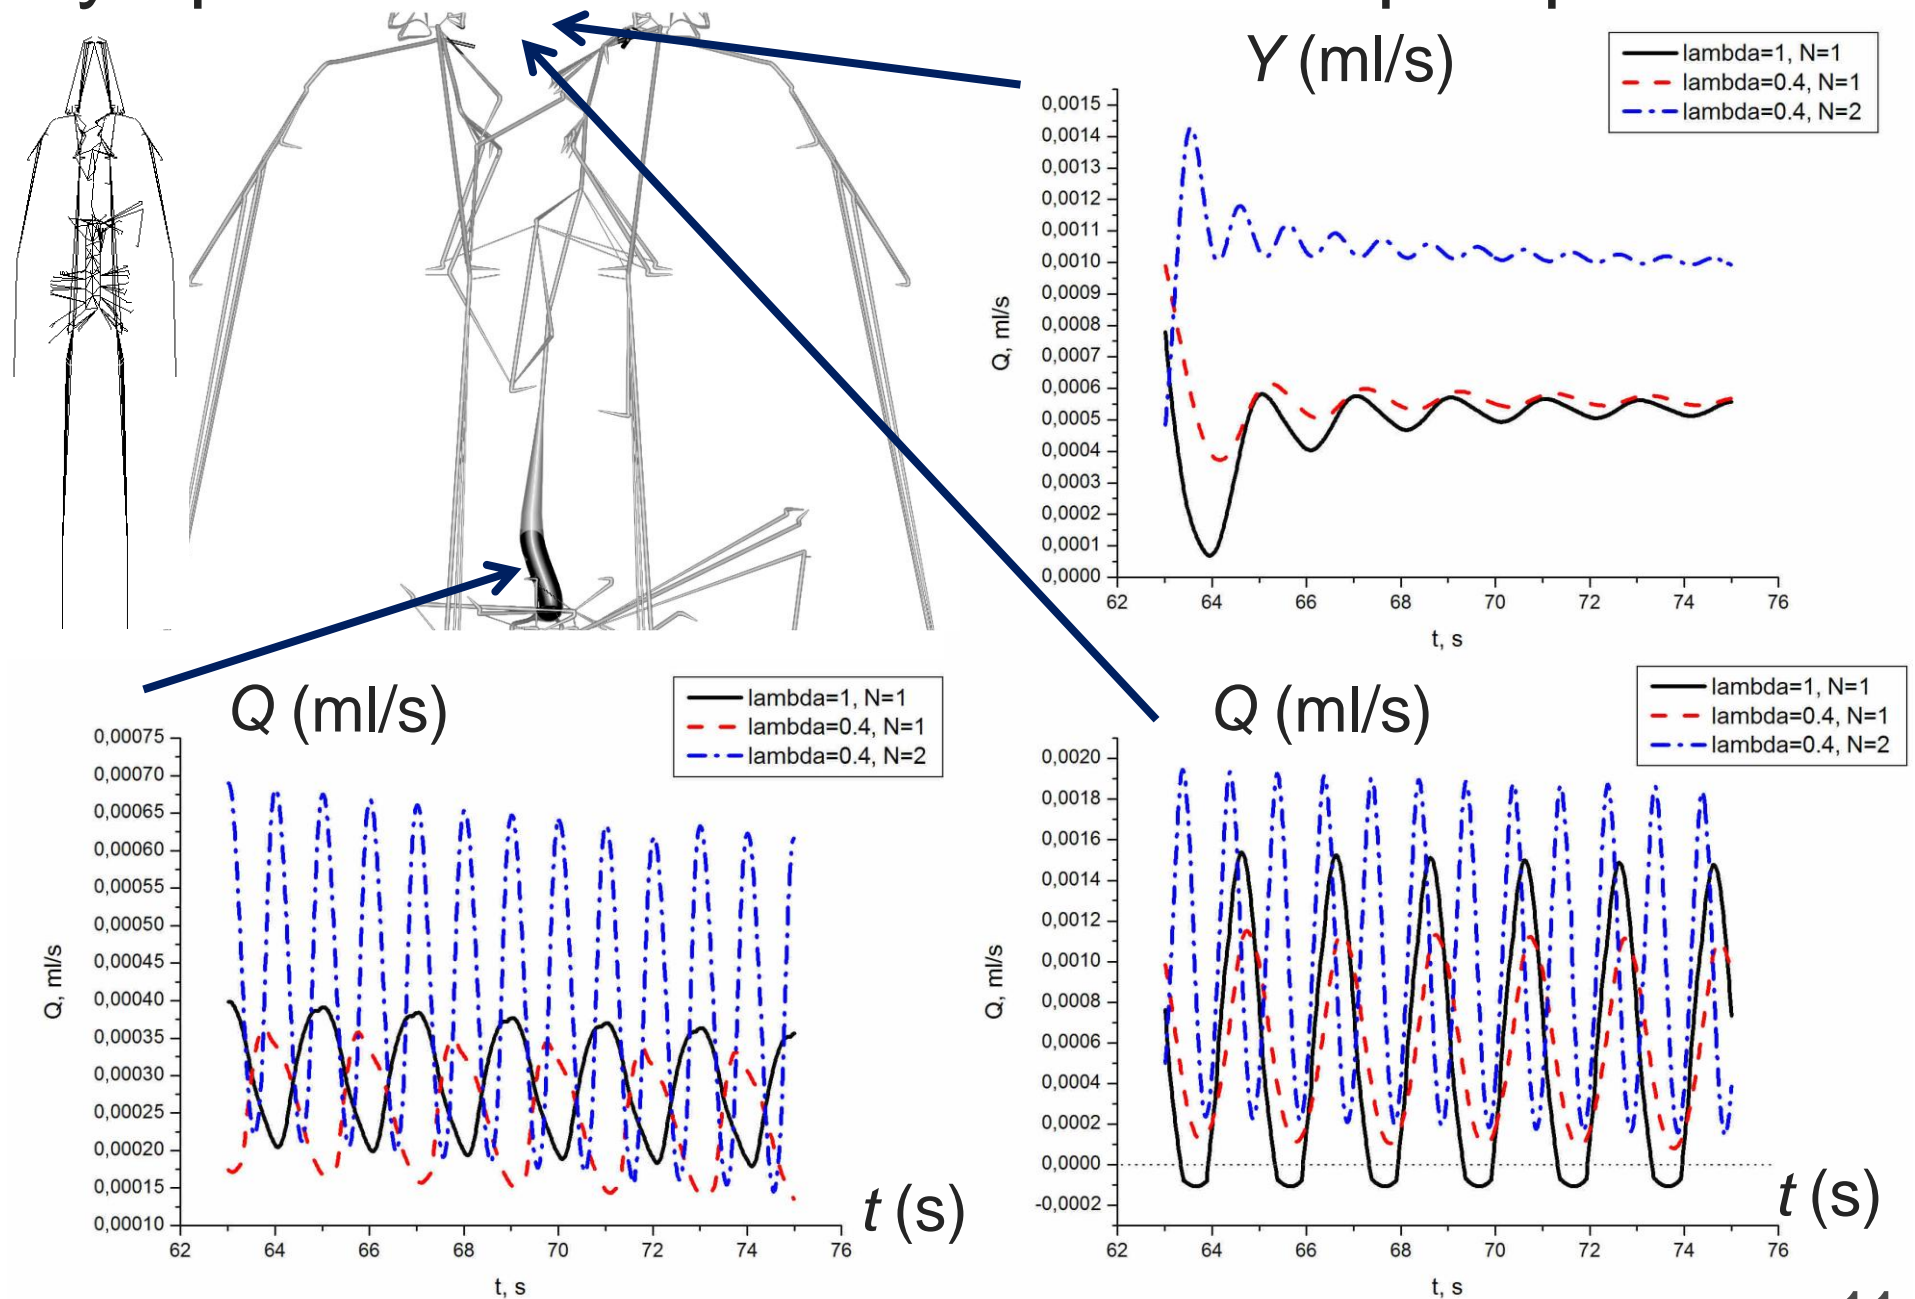 Y (ml/s)
lambda=1, N=1
lambda=0.4, N=1
lambda=0.4, N=2
0,0015
0,0014
0,0013
0,0012
0,0011
0,0010
0,0009
0,0008
0,0007
0,0006
0,0005
0,0004
0,0003
0,0002
0,0001
0,0000
Q, ml/s
62 64 66 68 70 72 74 76
t, s
Q (ml/s)
lambda=1, N=1
lambda=0.4, N=1
lambda=0.4, N=2
0,00075
0,00070
0,00065
0,00060
0,00055
0,00050
0,00045
0,00040
0,00035
0,00030
0,00025
0,00020
0,00015
0,00010
Q, ml/s
62 64 66 68 70 72 74 76
t (s)
t, s
Q (ml/s)
lambda=1, N=1
lambda=0.4, N=1
lambda=0.4, N=2
0,0020
0,0018
0,0016
0,0014
0,0012
0,0010
0,0008
0,0006
0,0004
0,0002
0,0000
-0,0002
Q, ml/s
62 64 66 68 70 72 74 76
t (s)
t, s